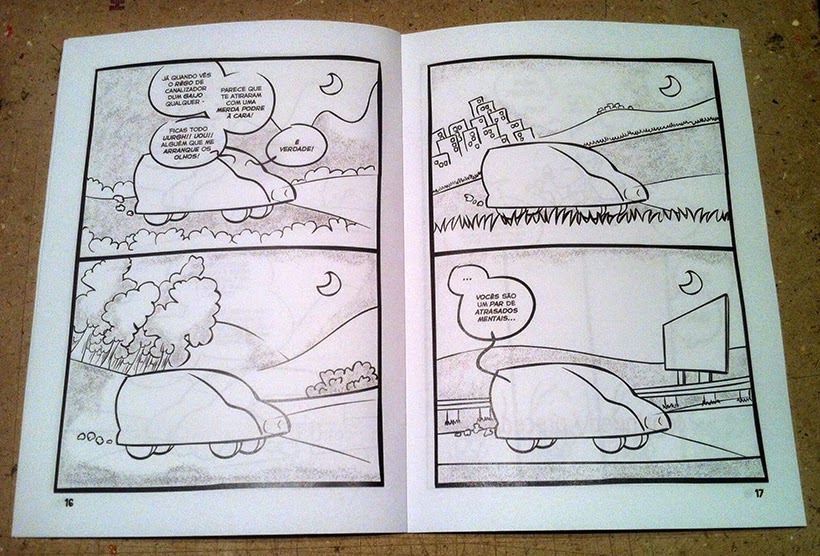 JÁ QUANDO VÊS
O RÊGO DE
CANALIZADOR
DUM GAIJO
QUALQUER -
PARECE QUE
TE ATIRARAM
COM UMA
MERDA PODRE
À CARA!
FICAS TODO
UURGH!! UOU!!
ALGUÉM QUE ME
ARRANQUE OS
OLHOS!
É
VERDADE!
16
...
VOCÊS SÃO
UM PAR DE
ATRASADOS
MENTAIS...
17